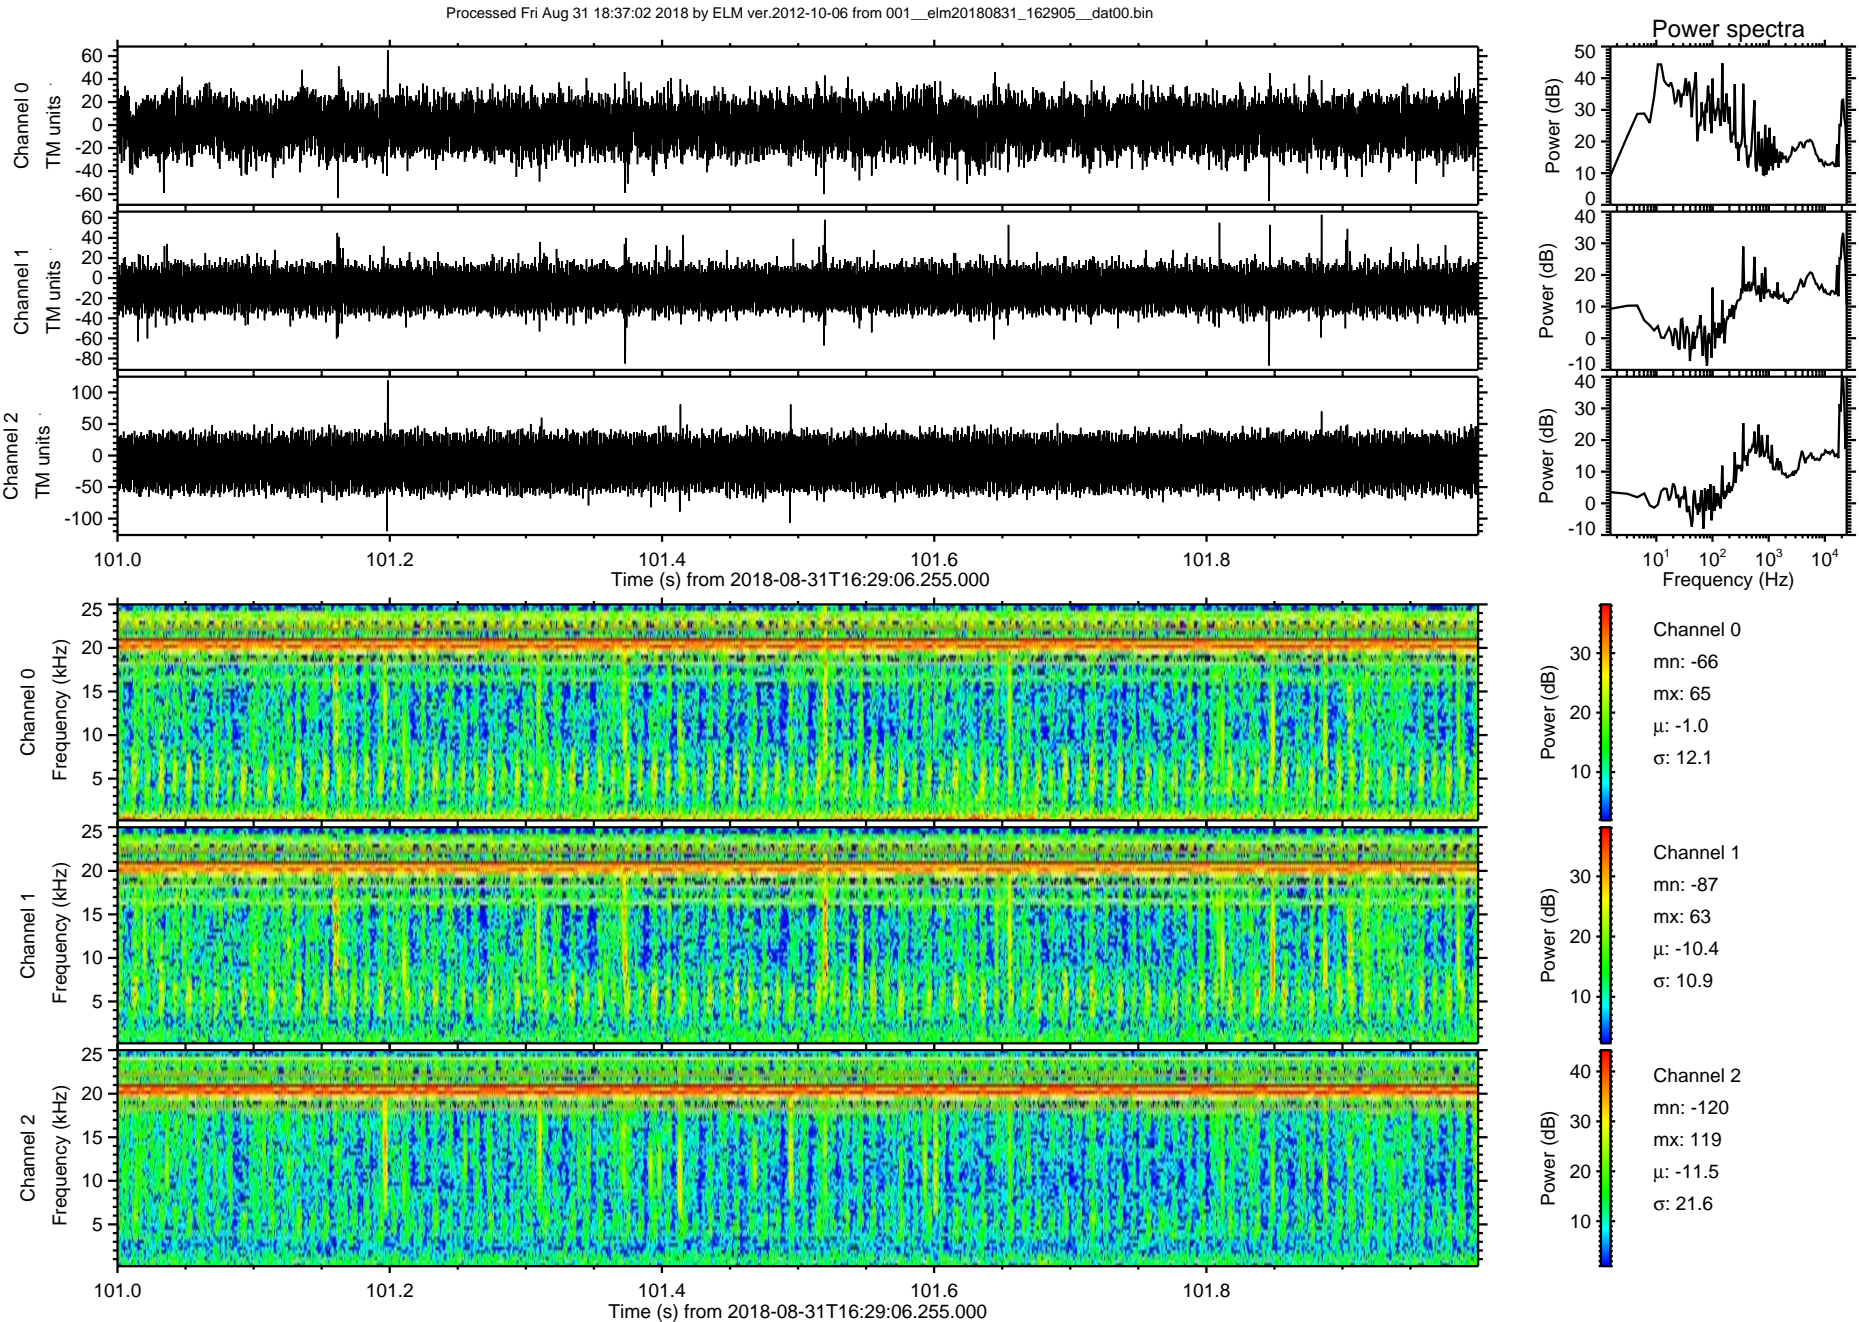 Processed Fri Aug 31 18:37:02 2018 by ELM ver.2012-10-06 from 001__elm20180831_162905__dat00.bin
Power spectra
Channel 0
TM units
60
40
20
0
-20
-40
-60
Power (dB)
50
40
30
20
10
0
Channel 1
TM units
60
40
20
0
-20
-40
-60
-80
Power (dB)
40
30
20
10
0
-10
Channel 2
TM units
100
50
0
-50
-100
Power (dB)
40
30
20
10
0
-10
101.0 101.2 101.4 101.6 101.8
Time (s) from 2018-08-31T16:29:06.255.000
10^1 10^2 10^3 10^4
Frequency (Hz)
Channel 0
Frequency (kHz)
25
20
15
10
5
Power (dB)
30
20
10
Channel 0
mn: -66
mx: 65
µ: -1.0
σ: 12.1
Channel 1
Frequency (kHz)
25
20
15
10
5
Power (dB)
30
20
10
Channel 1
mn: -87
mx: 63
µ: -10.4
σ: 10.9
Channel 2
Frequency (kHz)
25
20
15
10
5
Power (dB)
40
30
20
10
Channel 2
mn: -120
mx: 119
µ: -11.5
σ: 21.6
101.0 101.2 101.4 101.6 101.8
Time (s) from 2018-08-31T16:29:06.255.000